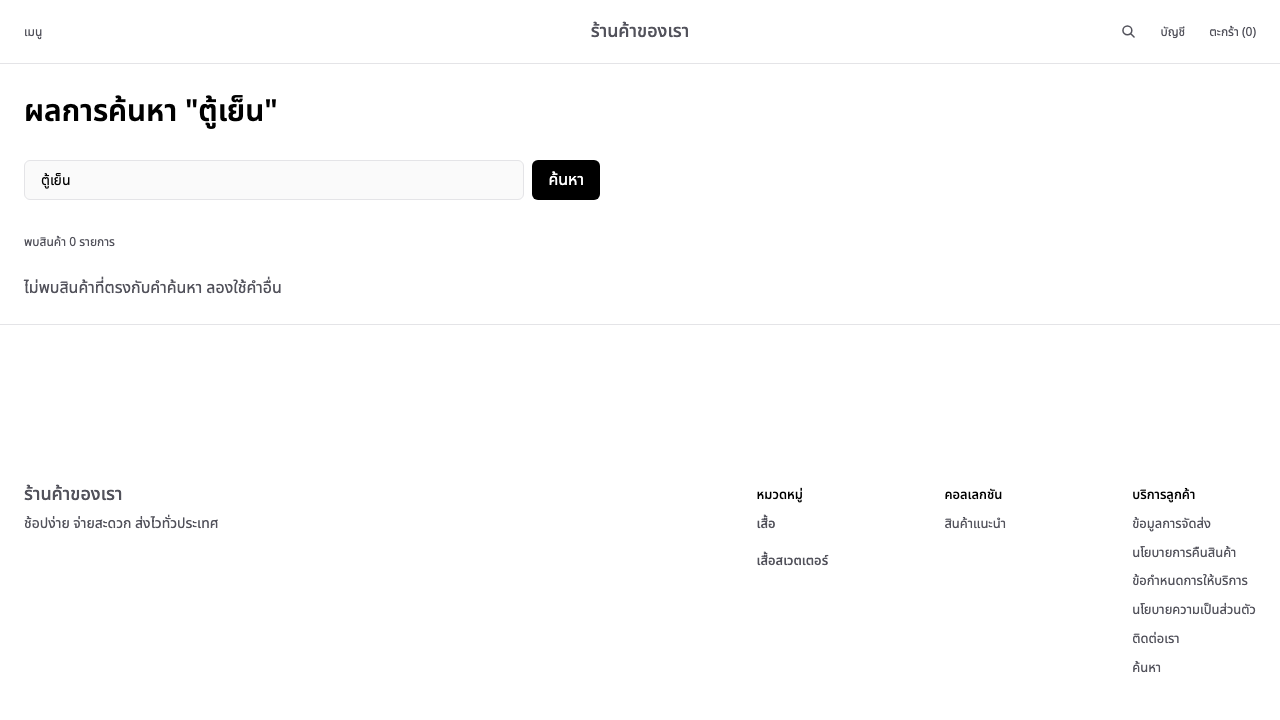 เมนู
ร้านค้าของเรา
บัญชี
ตะกร้า (0)
ผลการค้นหา "ตู้เย็น"
ตู้เย็น
ค้นหา
พบสินค้า 0 รายการ
ไม่พบสินค้าที่ตรงกับคำค้นหา ลองใช้คำอื่น
ร้านค้าของเรา
ช้อปง่าย จ่ายสะดวก ส่งไวทั่วประเทศ
หมวดหมู่
เสื้อ
เสื้อสเวตเตอร์
คอลเลกชัน
สินค้าแนะนำ
บริการลูกค้า
ข้อมูลการจัดส่ง
นโยบายการคืนสินค้า
ข้อกำหนดการให้บริการ
นโยบายความเป็นส่วนตัว
ติดต่อเรา
ค้นหา